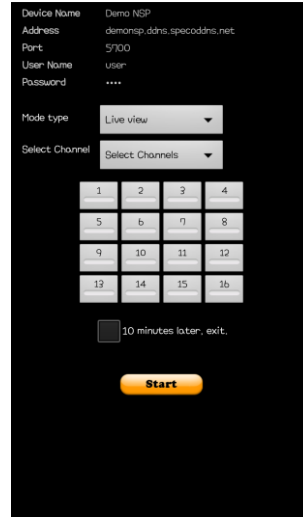 Device Name Demo NSP
Address demonsp.ddns.specoddns.net
Port 5700
User Name user
Password ••••
Mode type Live view
Select Channel Select Channels
1 2 3 4
5 6 7 8
9 10 11 12
13 14 15 16
10 minutes later, exit.
Start